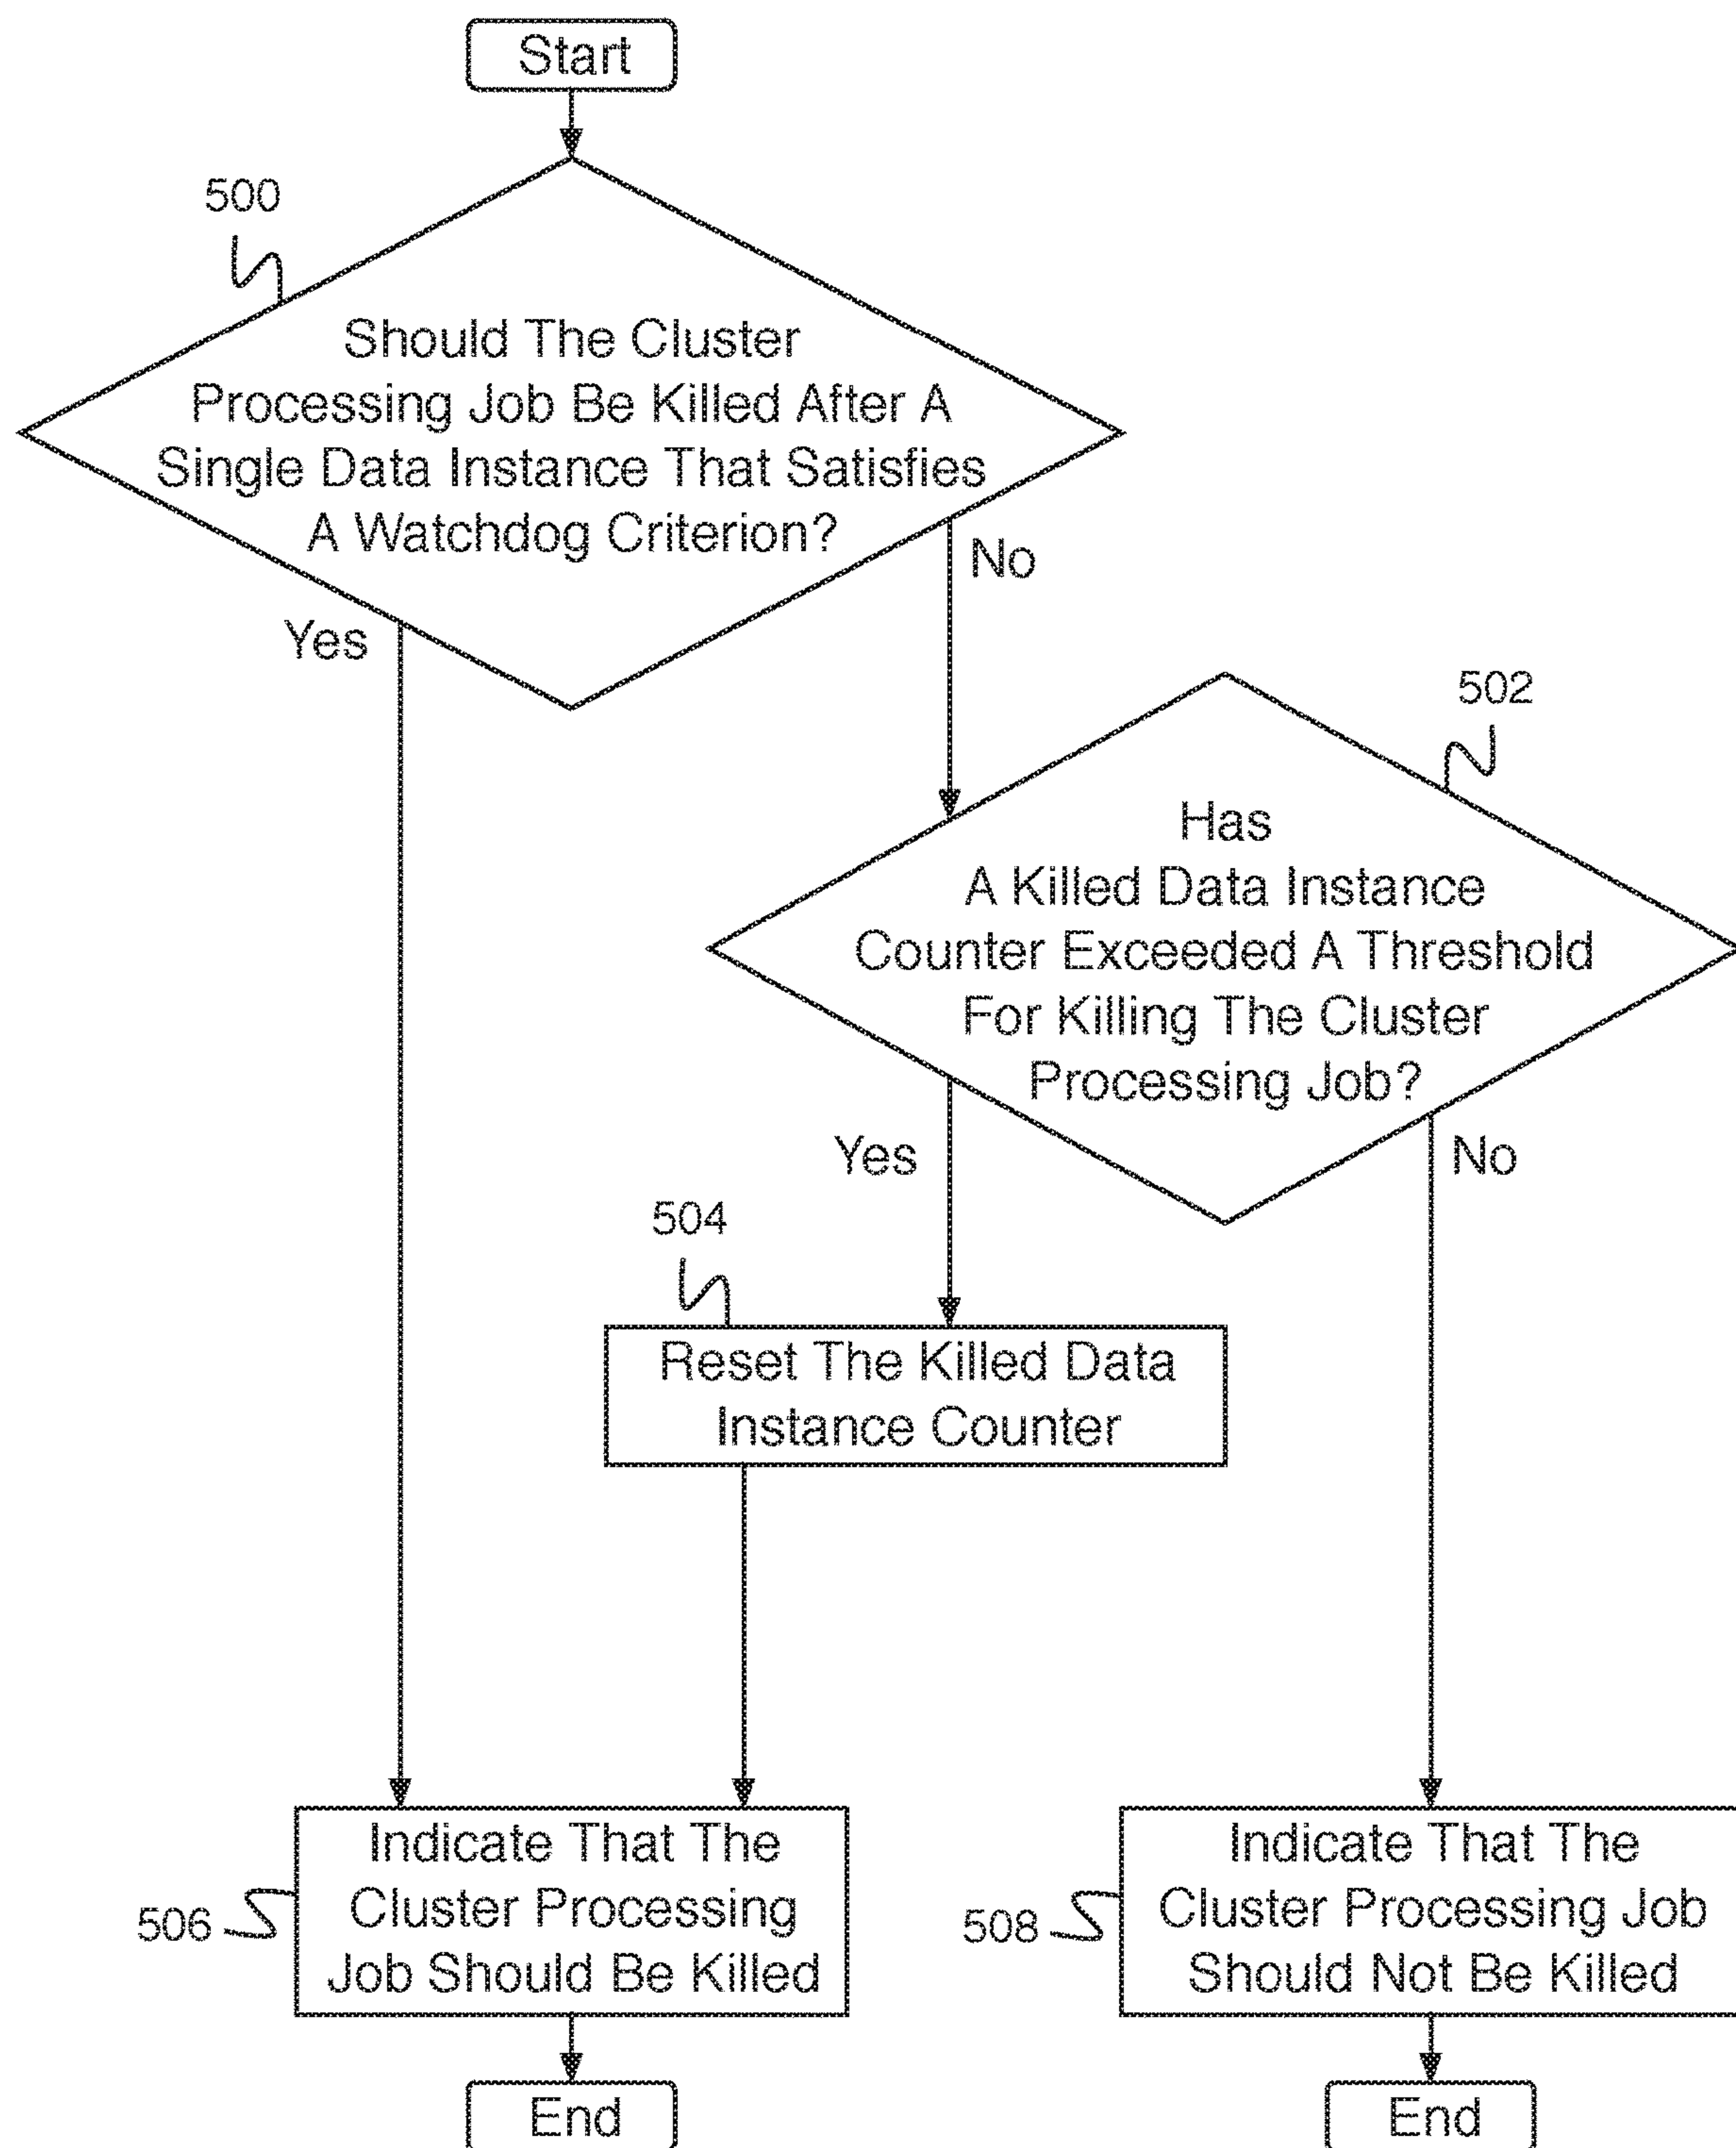 Start
500
Should The Cluster
Processing Job Be Killed After A
Single Data Instance That Satisfies
A Watchdog Criterion?
No
Yes
502
Has
A Killed Data Instance
Counter Exceeded A Threshold
For Killing The Cluster
Processing Job?
Yes
No
504
Reset The Killed Data
Instance Counter
Indicate That The
Cluster Processing
Job Should Be Killed
506
Indicate That The
Cluster Processing Job
Should Not Be Killed
508
End
End